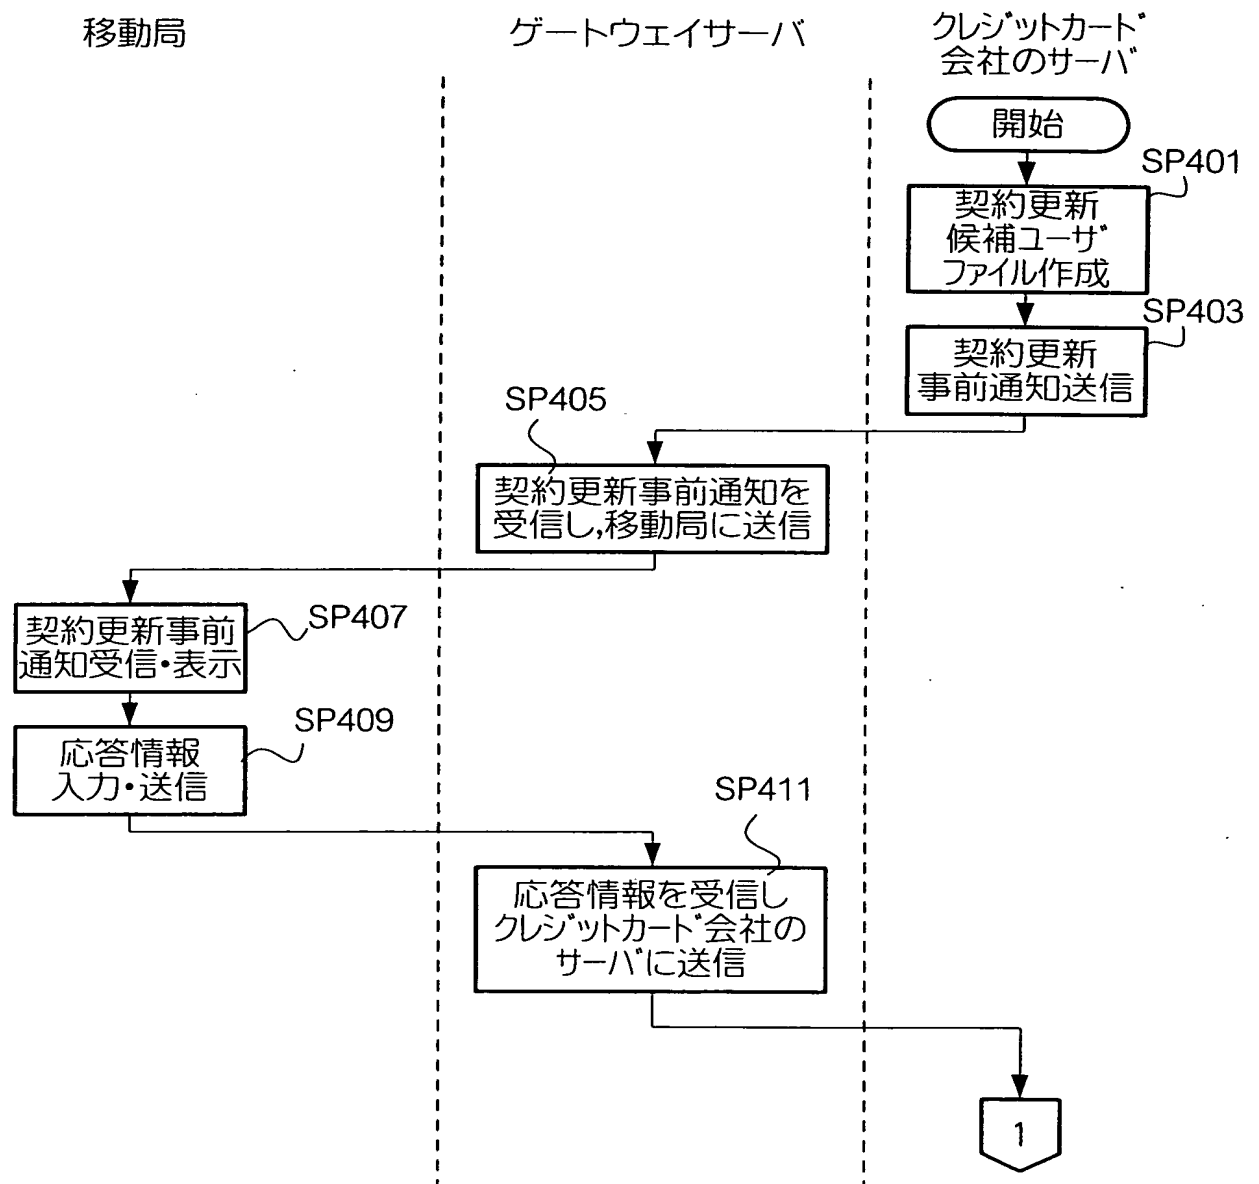 移動局
ゲートウェイサーバ
クレジットカード
会社のサーバ
開始
SP401
契約更新
候補ユーザ
ファイル作成
SP403
契約更新
事前通知送信
SP405
契約更新事前通知を
受信し,移動局に送信
SP407
契約更新事前
通知受信・表示
SP409
応答情報
入力・送信
SP411
応答情報を受信し
クレジットカード会社の
サーバに送信
1